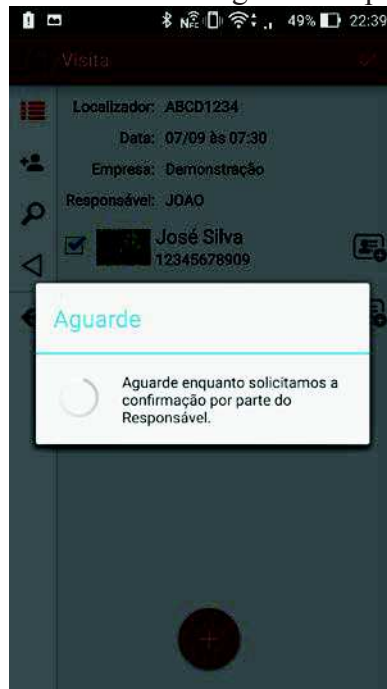 49% 22:39
Visita
Localizador: ABCD1234
Data: 07/09 às 07:30
Empresa: Demonstração
Responsável: JOAO
José Silva
12345678909
Aguarde
Aguarde enquanto solicitamos a
confirmação por parte do
Responsável.